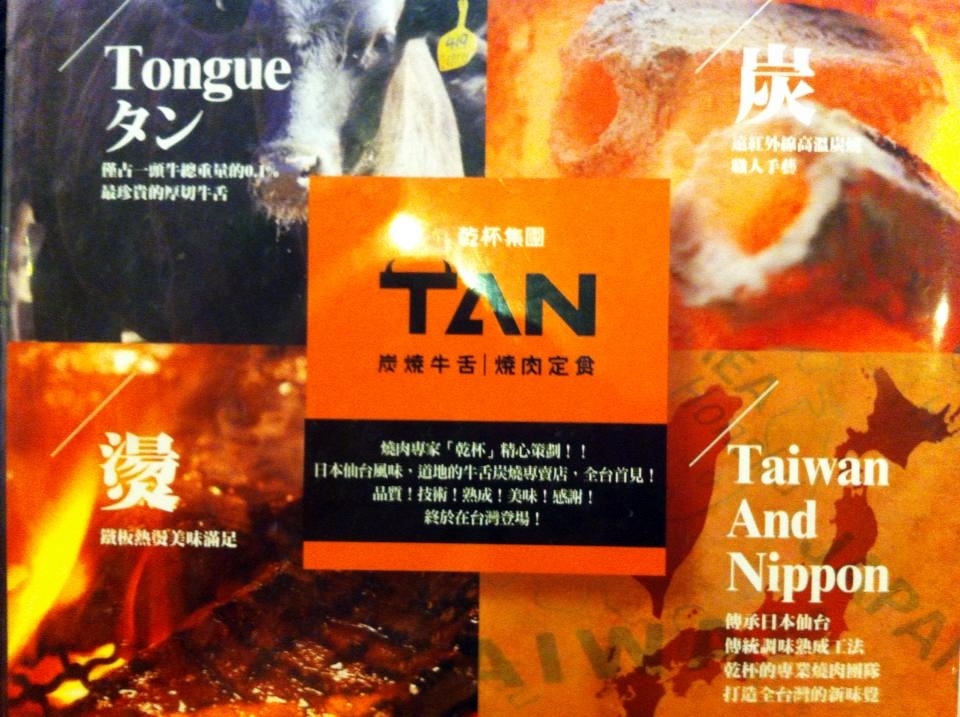 Tongue
タン
僅占一頭牛總重量的0.1%
最珍貴的厚切牛舌
419
炭
遠紅外線高溫炭燒
職人手藝
乾杯集團
TAN
炭燒牛舌|燒肉定食
燒肉專家「乾杯」精心策劃！！
日本仙台風味、道地的牛舌炭燒專賣店，全台首見！
品質！技術！熟成！美味！感謝！
終於在台灣登場！
燙
鐵板熱燙美味滿足
Taiwan
And
Nippon
傳承日本仙台
傳統調味熟成工法
乾杯的專業燒肉團隊
打造全台灣的新味覺
TAIWA
JAPAN